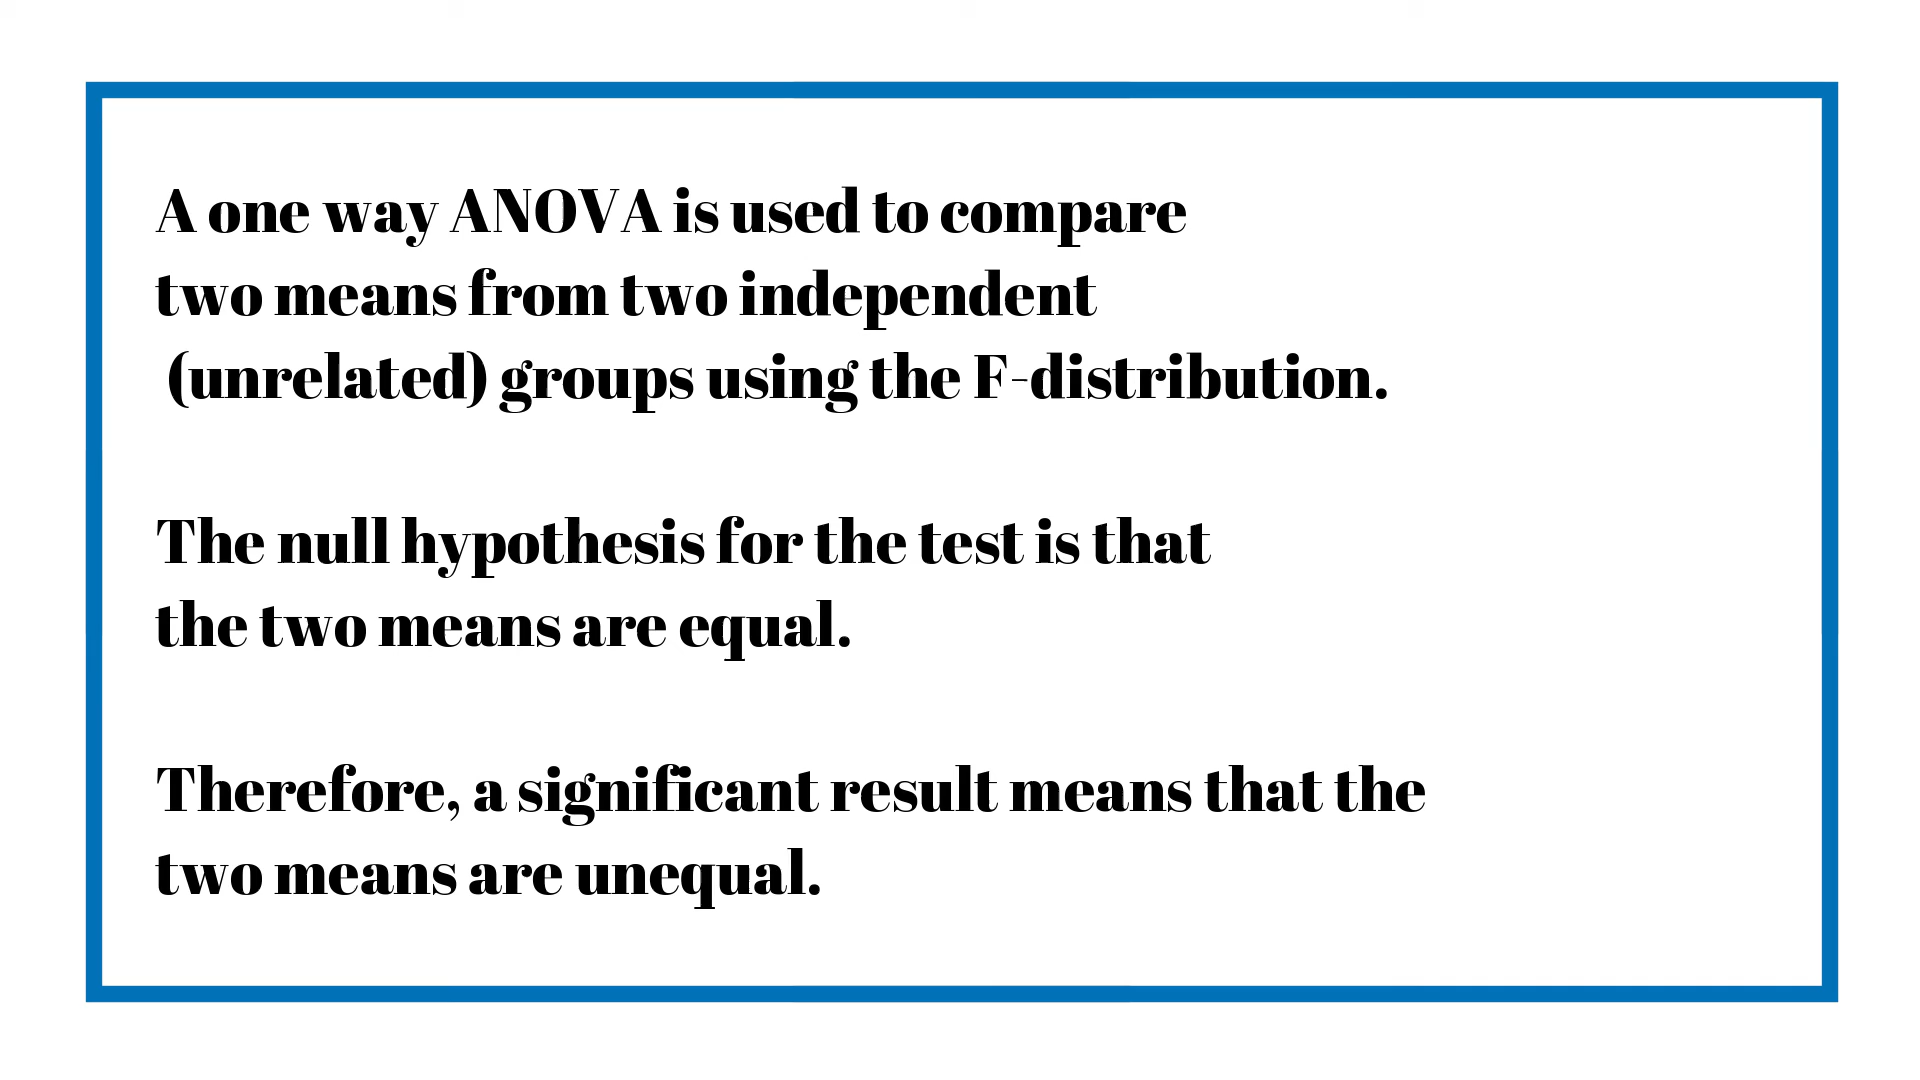 A one way ANOVA is used to compare
two means from two independent
(unrelated) groups using the F-distribution.
The null hypothesis for the test is that
the two means are equal.
Therefore, a significant result means that the
two means are unequal.